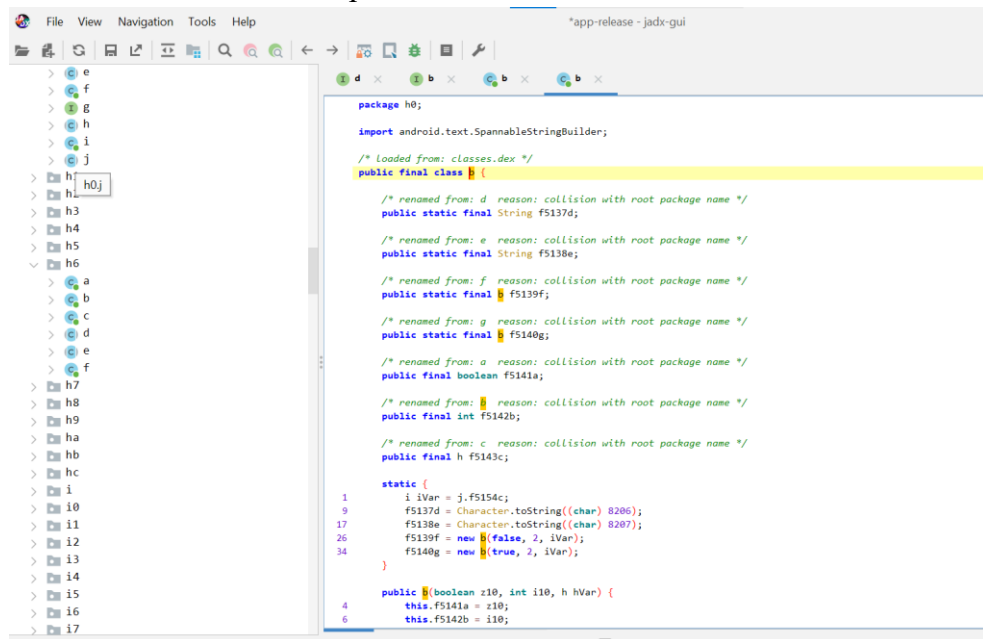 File View Navigation Tools Help
*app-release - jadx-gui
e
f
g
h
i
j
h0.j
h3
h4
h5
h6
a
b
c
d
e
f
h7
h8
h9
ha
hb
hc
i
i0
i1
i2
i3
i4
i5
i6
i7
d b b b
package h0;
import android.text.SpannableStringBuilder;
/* loaded from: classes.dex */
public final class b {
/* renamed from: d reason: collision with root package name */
public static final String f5137d;
/* renamed from: e reason: collision with root package name */
public static final String f5138e;
/* renamed from: f reason: collision with root package name */
public static final b f5139f;
/* renamed from: g reason: collision with root package name */
public static final b f5140g;
/* renamed from: a reason: collision with root package name */
public final boolean f5141a;
/* renamed from: b reason: collision with root package name */
public final int f5142b;
/* renamed from: c reason: collision with root package name */
public final h f5143c;
static {
1 i iVar = j.f5154c;
9 f5137d = Character.toString((char) 8206);
17 f5138e = Character.toString((char) 8207);
26 f5139f = new b(false, 2, iVar);
34 f5140g = new b(true, 2, iVar);
}
public b(boolean z10, int i10, h hVar) {
4 this.f5141a = z10;
6 this.f5142b = i10;